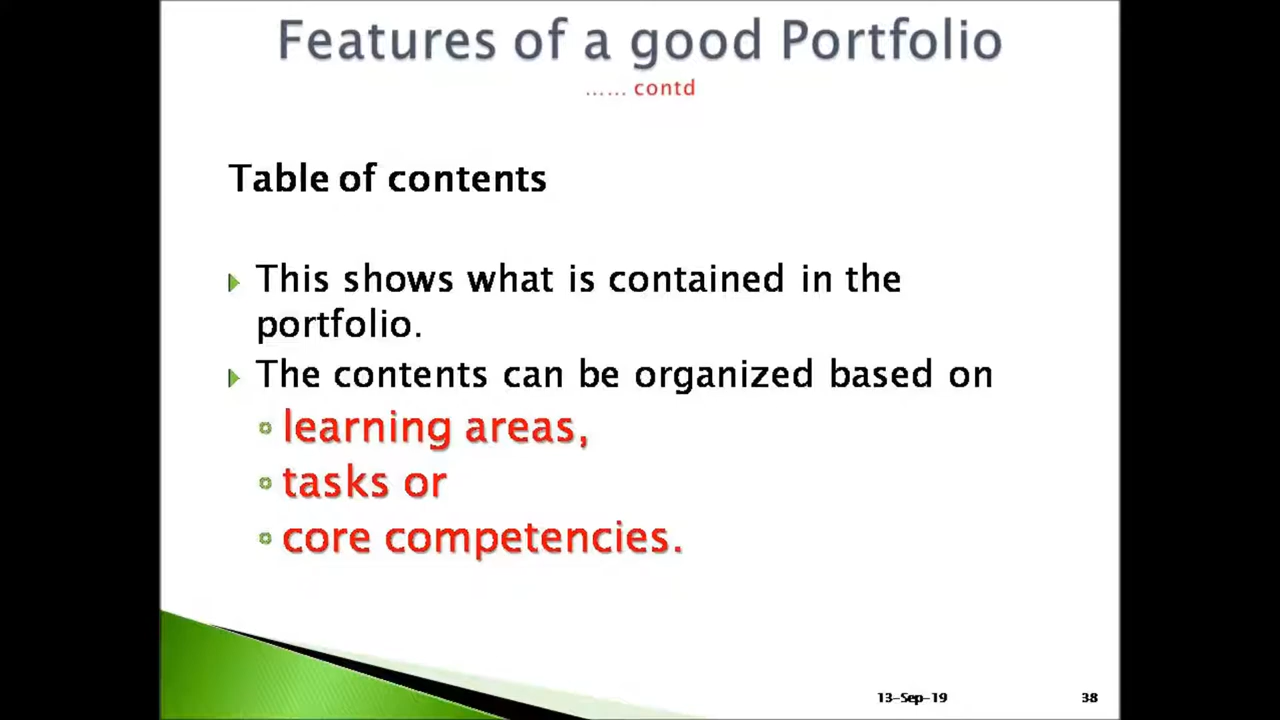 Features of a good Portfolio
...... contd
Table of contents
This shows what is contained in the
portfolio.
The contents can be organized based on
learning areas,
tasks or
core competencies.
13-Sep-19
38